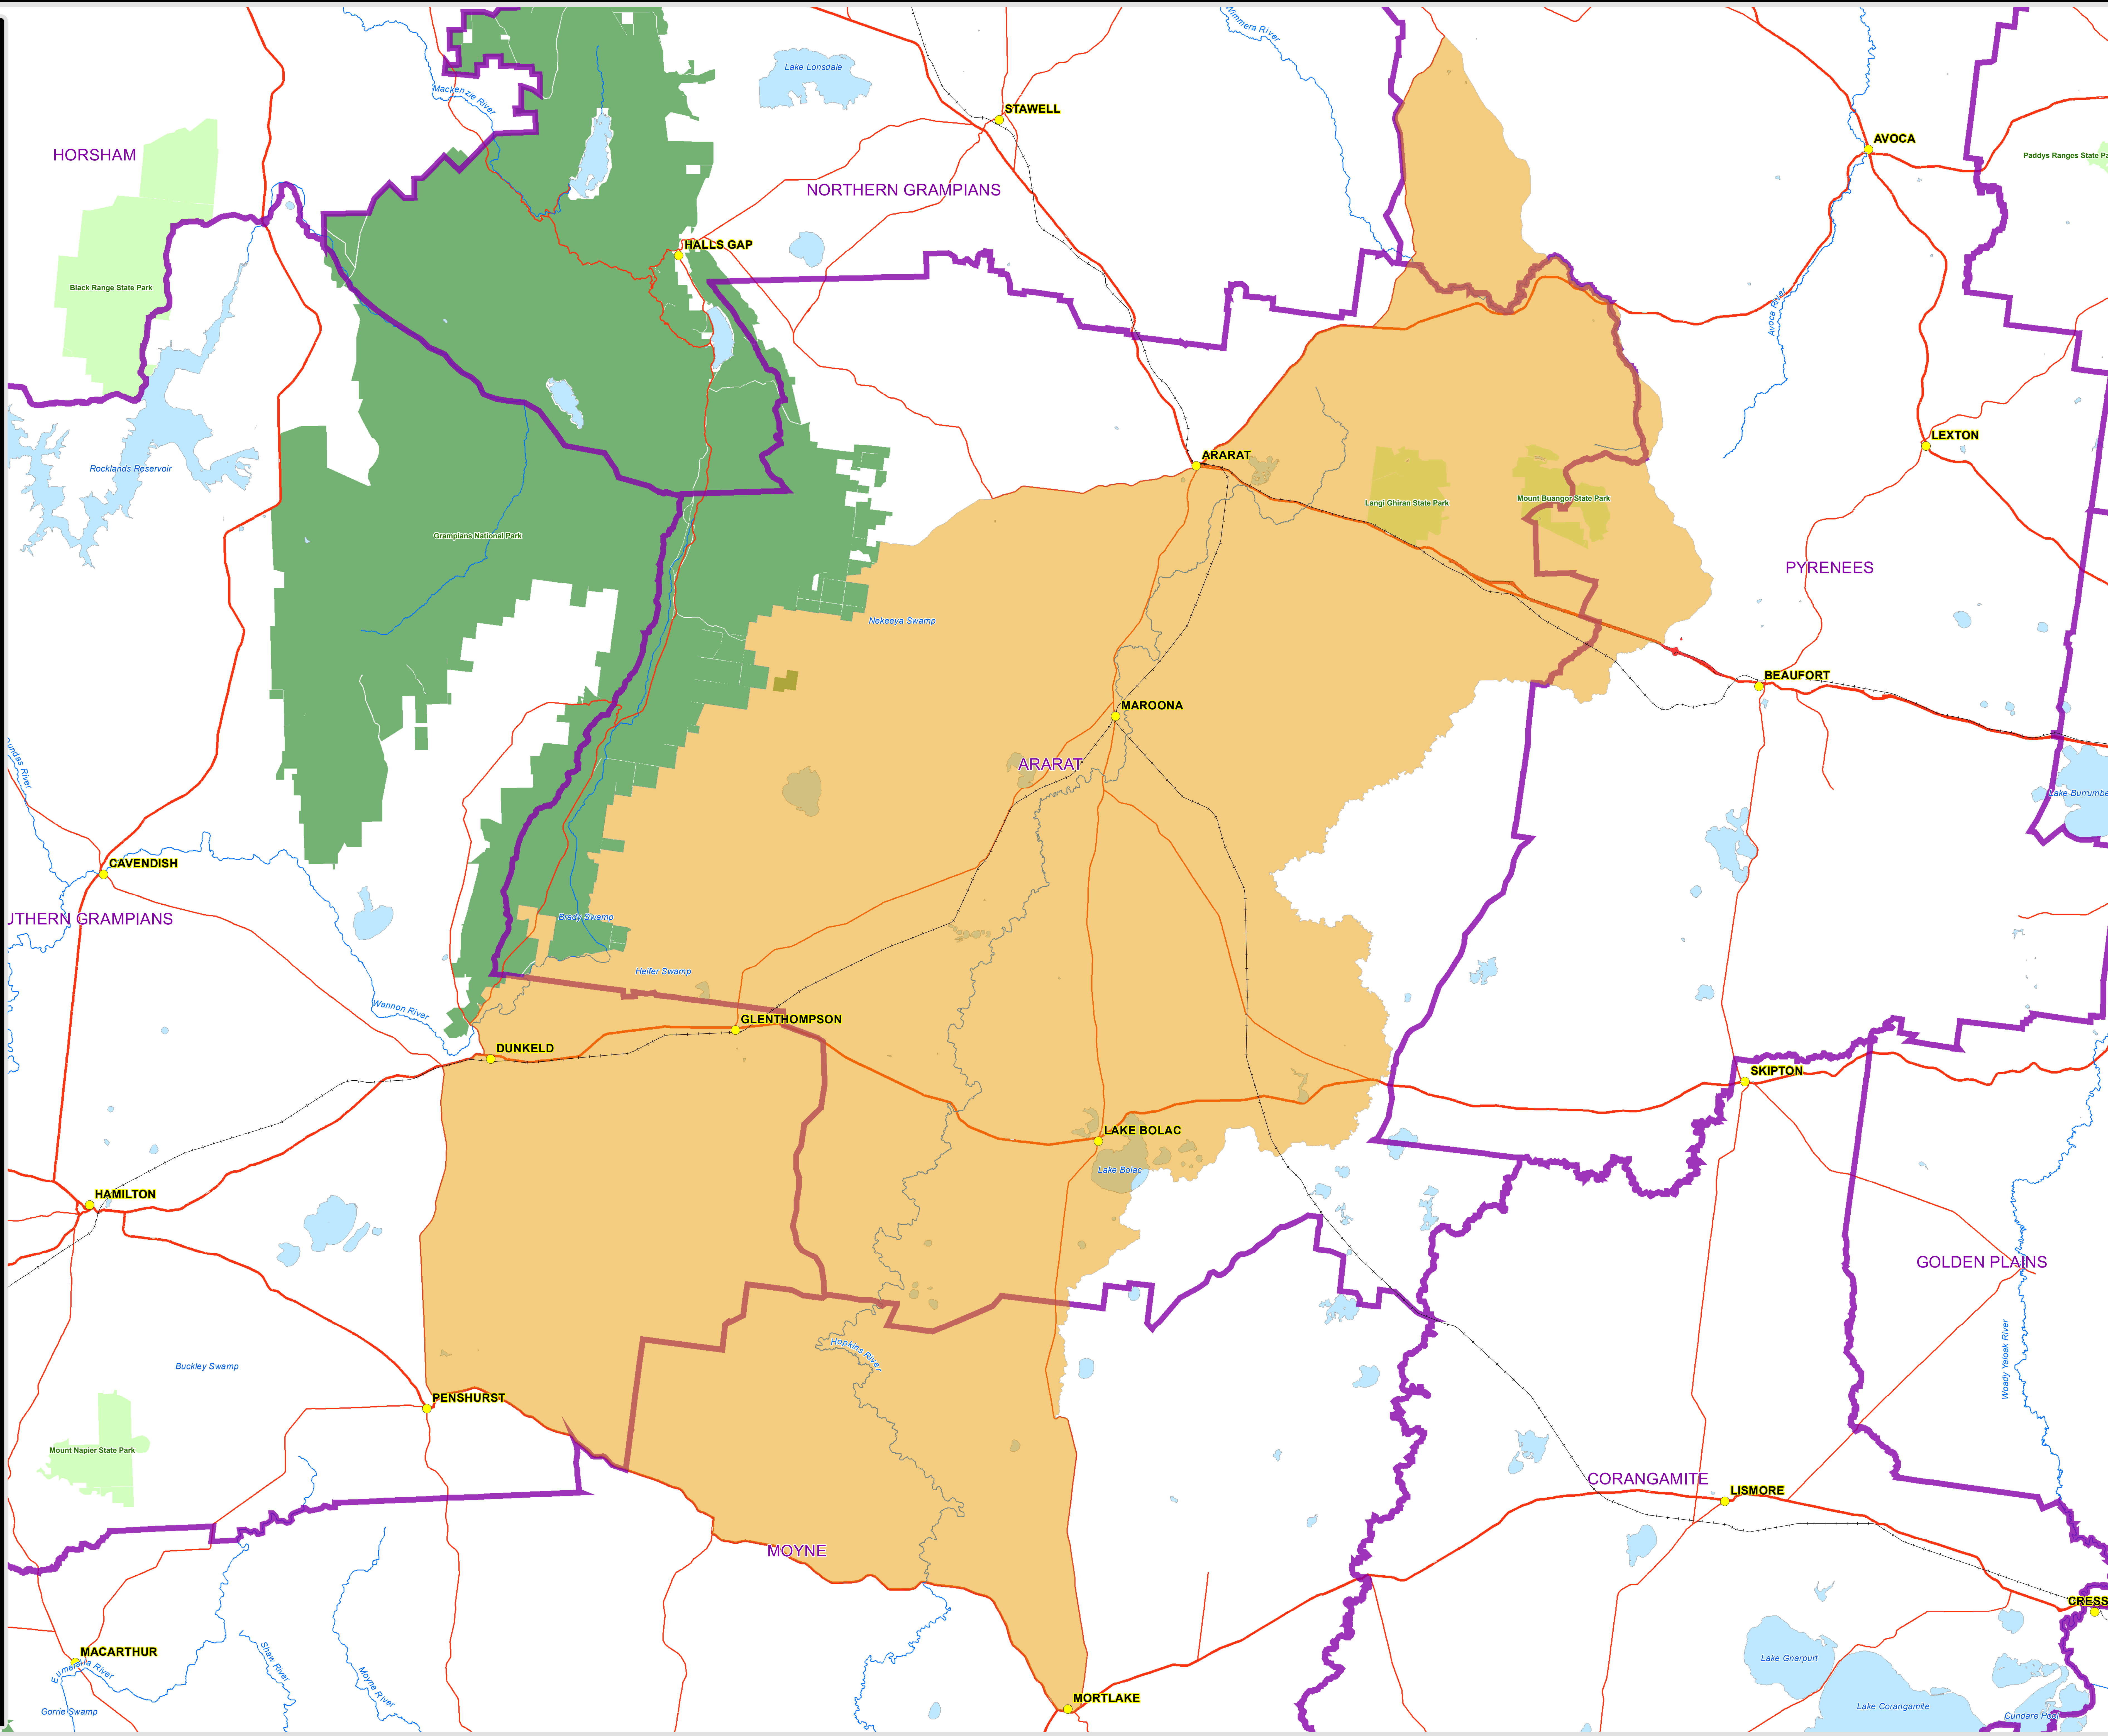 Wimmera River
Lake Lonsdale
Mackenzie River
STAWELL
AVOCA
HORSHAM
Paddys Ranges State Pa
NORTHERN GRAMPIANS
HALLS GAP
Black Range State Park
Avoca River
LEXTON
ARARAT
Rocklands Reservoir
Mount Buangor State Park
Langi Ghiran State Park
Grampians National Park
PYRENEES
Nekeeya Swamp
BEAUFORT
MAROONA
ARARAT
undas River
Lake Burrumbe
CAVENDISH
UTHERN GRAMPIANS
Brady Swamp
Heifer Swamp
Wannon River
GLENTHOMPSON
DUNKELD
SKIPTON
LAKE BOLAC
Lake Bolac
HAMILTON
GOLDEN PLAINS
Hopkins River
Woady Yaloak River
Buckley Swamp
PENSHURST
Mount Napier State Park
CORANGAMITE
LISMORE
MOYNE
CRESS
MACARTHUR
Eumeralla River
Shaw River
Moyne River
Lake Gnarpurt
MORTLAKE
Lake Corangamite
Gorrie Swamp
Cundare Pool